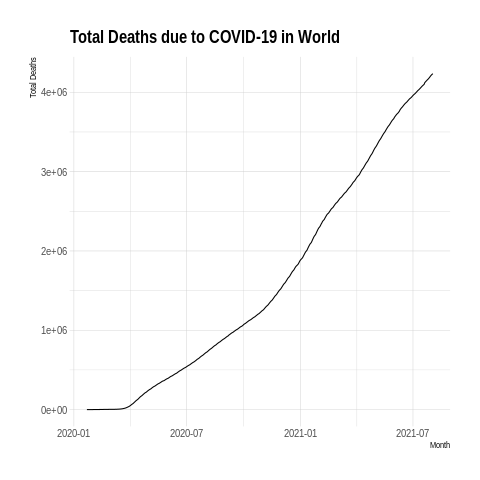 Total Deaths due to COVID-19 in World
Total Deaths
4e+06
3e+06
2e+06
1e+06
0e+00
2020-01 2020-07 2021-01 2021-07
Month